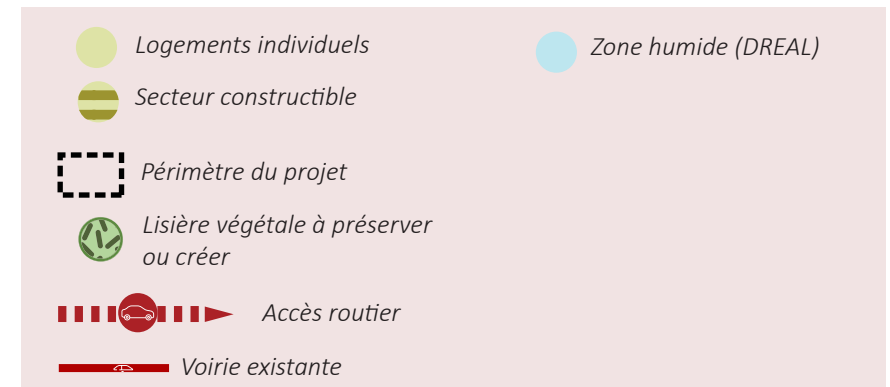 Logements individuels
Zone humide (DREAL)
Secteur constructible
Périmètre du projet
Lisière végétale à préserver
ou créer
Accès routier
Voirie existante